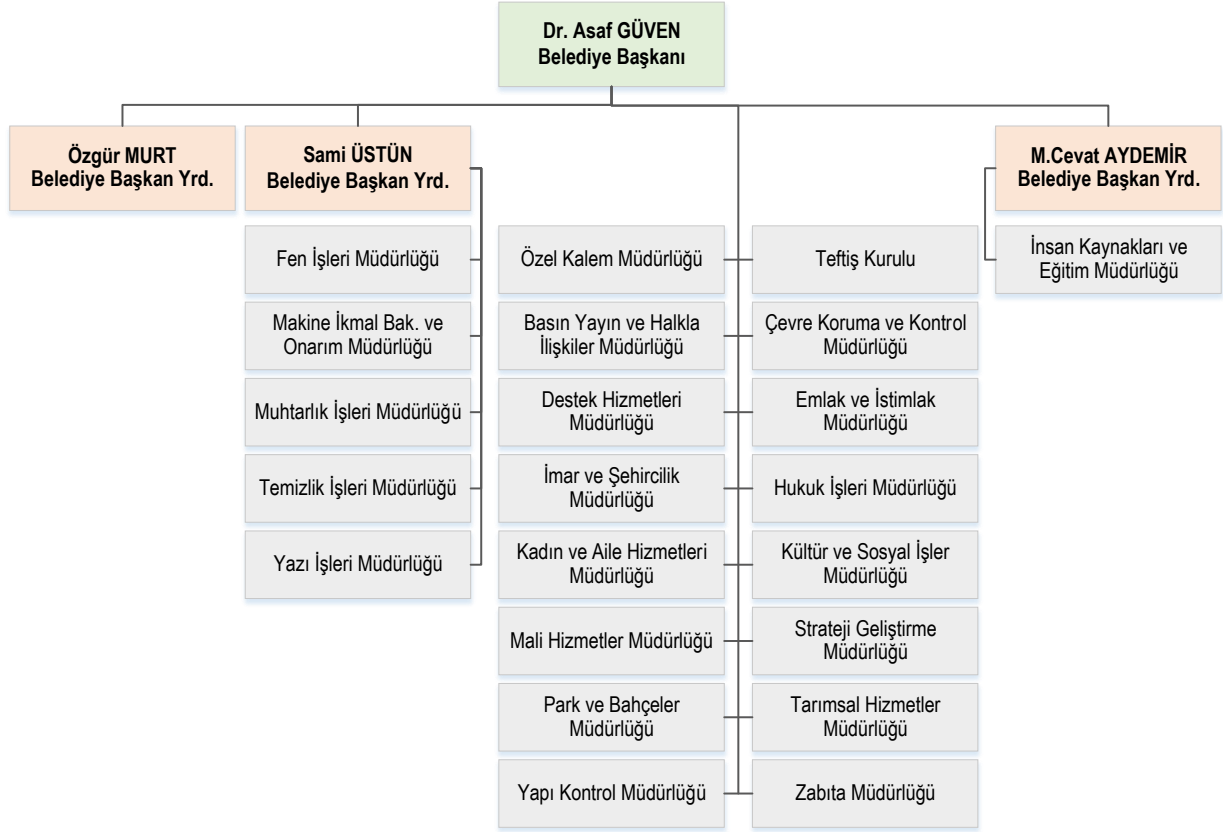 Dr. Asaf GÜVEN
Belediye Başkanı
Özgür MURT
Belediye Başkan Yrd.
Sami ÜSTÜN
Belediye Başkan Yrd.
M.Cevat AYDEMİR
Belediye Başkan Yrd.
Fen İşleri Müdürlüğü
Makine İkmal Bak. ve
Onarım Müdürlüğü
Muhtarlık İşleri Müdürlüğü
Temizlik İşleri Müdürlüğü
Yazı İşleri Müdürlüğü
Özel Kalem Müdürlüğü
Basın Yayın ve Halkla
İlişkiler Müdürlüğü
Destek Hizmetleri
Müdürlüğü
İmar ve Şehircilik
Müdürlüğü
Kadın ve Aile Hizmetleri
Müdürlüğü
Mali Hizmetler Müdürlüğü
Park ve Bahçeler
Müdürlüğü
Yapı Kontrol Müdürlüğü
Teftiş Kurulu
Çevre Koruma ve Kontrol
Müdürlüğü
Emlak ve İstimlak
Müdürlüğü
Hukuk İşleri Müdürlüğü
Kültür ve Sosyal İşler
Müdürlüğü
Strateji Geliştirme
Müdürlüğü
Tarımsal Hizmetler
Müdürlüğü
Zabıta Müdürlüğü
İnsan Kaynakları ve
Eğitim Müdürlüğü